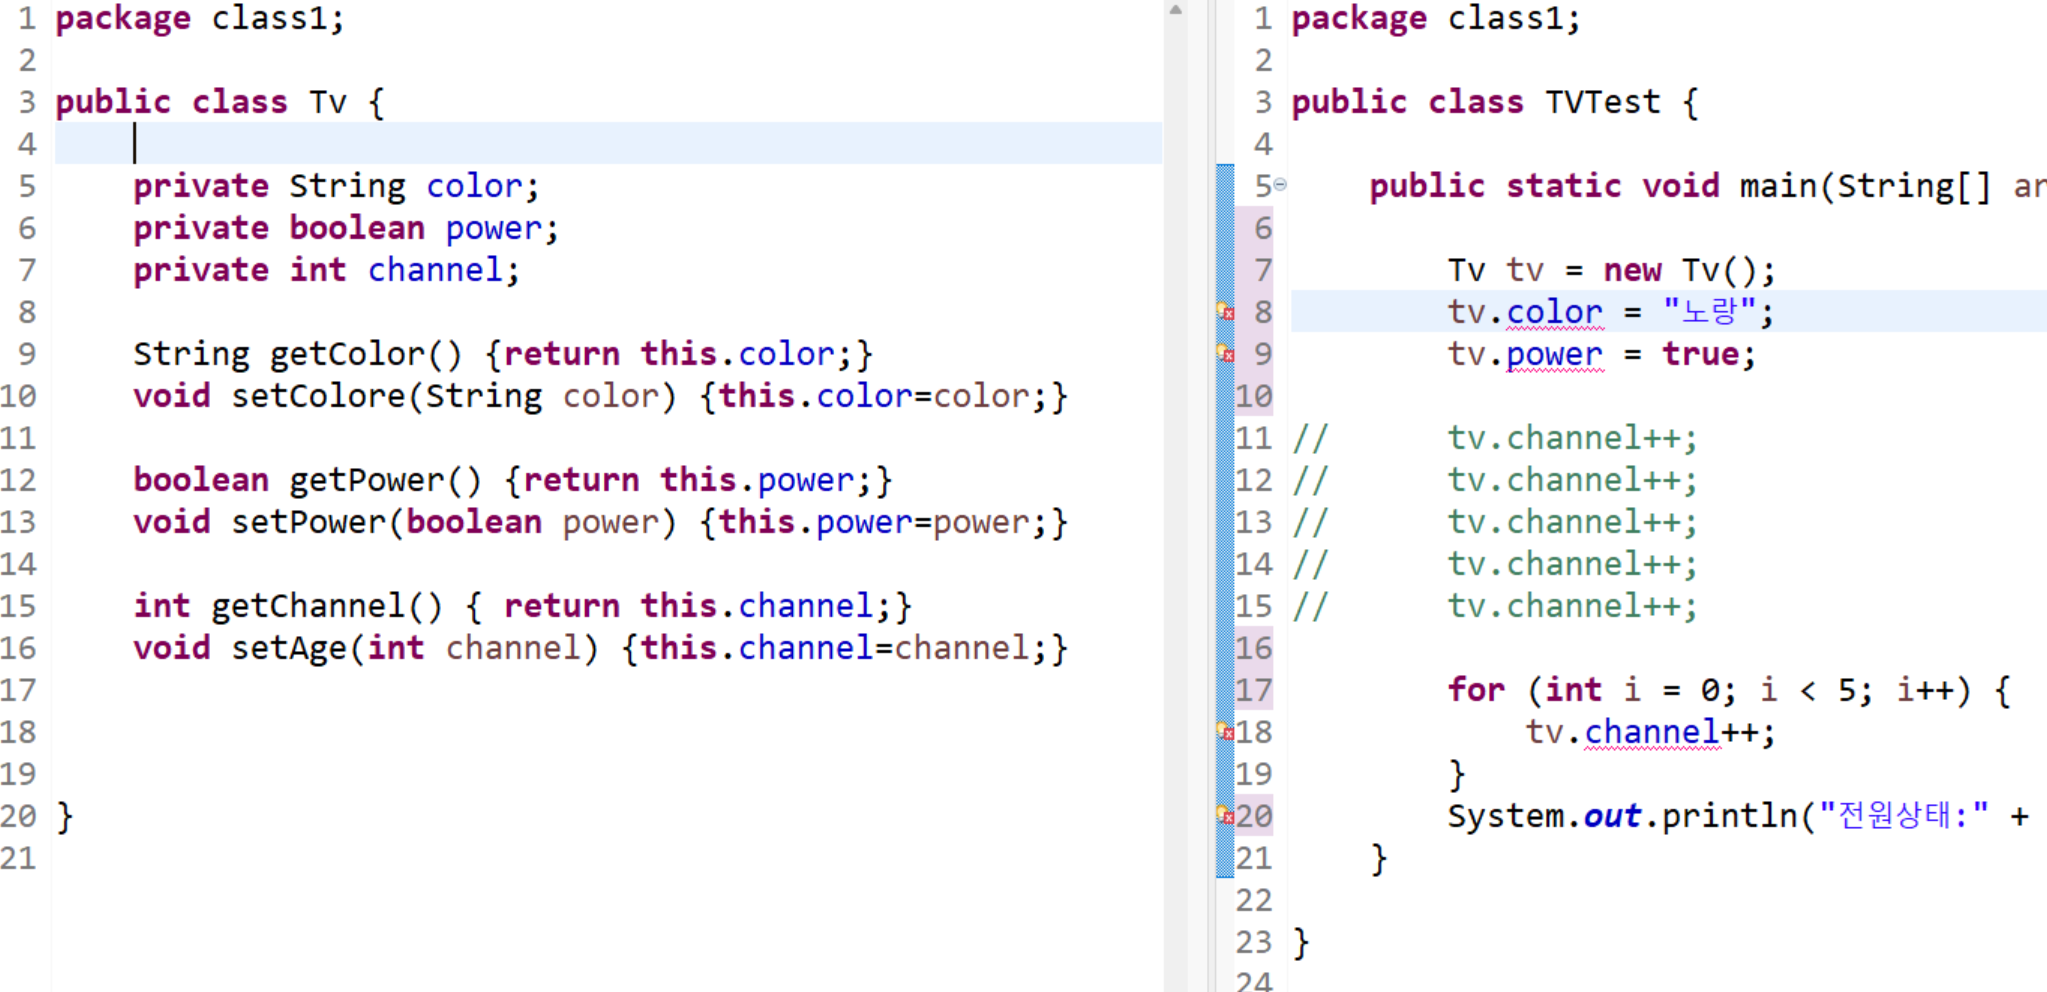 1 package class1;
2
3 public class Tv {
4
5 private String color;
6 private boolean power;
7 private int channel;
8
9 String getColor() {return this.color;}
10 void setColore(String color) {this.color=color;}
11
12 boolean getPower() {return this.power;}
13 void setPower(boolean power) {this.power=power;}
14
15 int getChannel() { return this.channel;}
16 void setAge(int channel) {this.channel=channel;}
17
18
19
20 }
21
1 package class1;
2
3 public class TVTest {
4
5 public static void main(String[] ar
6
7 Tv tv = new Tv();
8 tv.color = "노랑";
9 tv.power = true;
10
11 // tv.channel++;
12 // tv.channel++;
13 // tv.channel++;
14 // tv.channel++;
15 // tv.channel++;
16
17 for (int i = 0; i < 5; i++) {
18 tv.channel++;
19 }
20 System.out.println("전원상태:" +
21 }
22
23 }
24